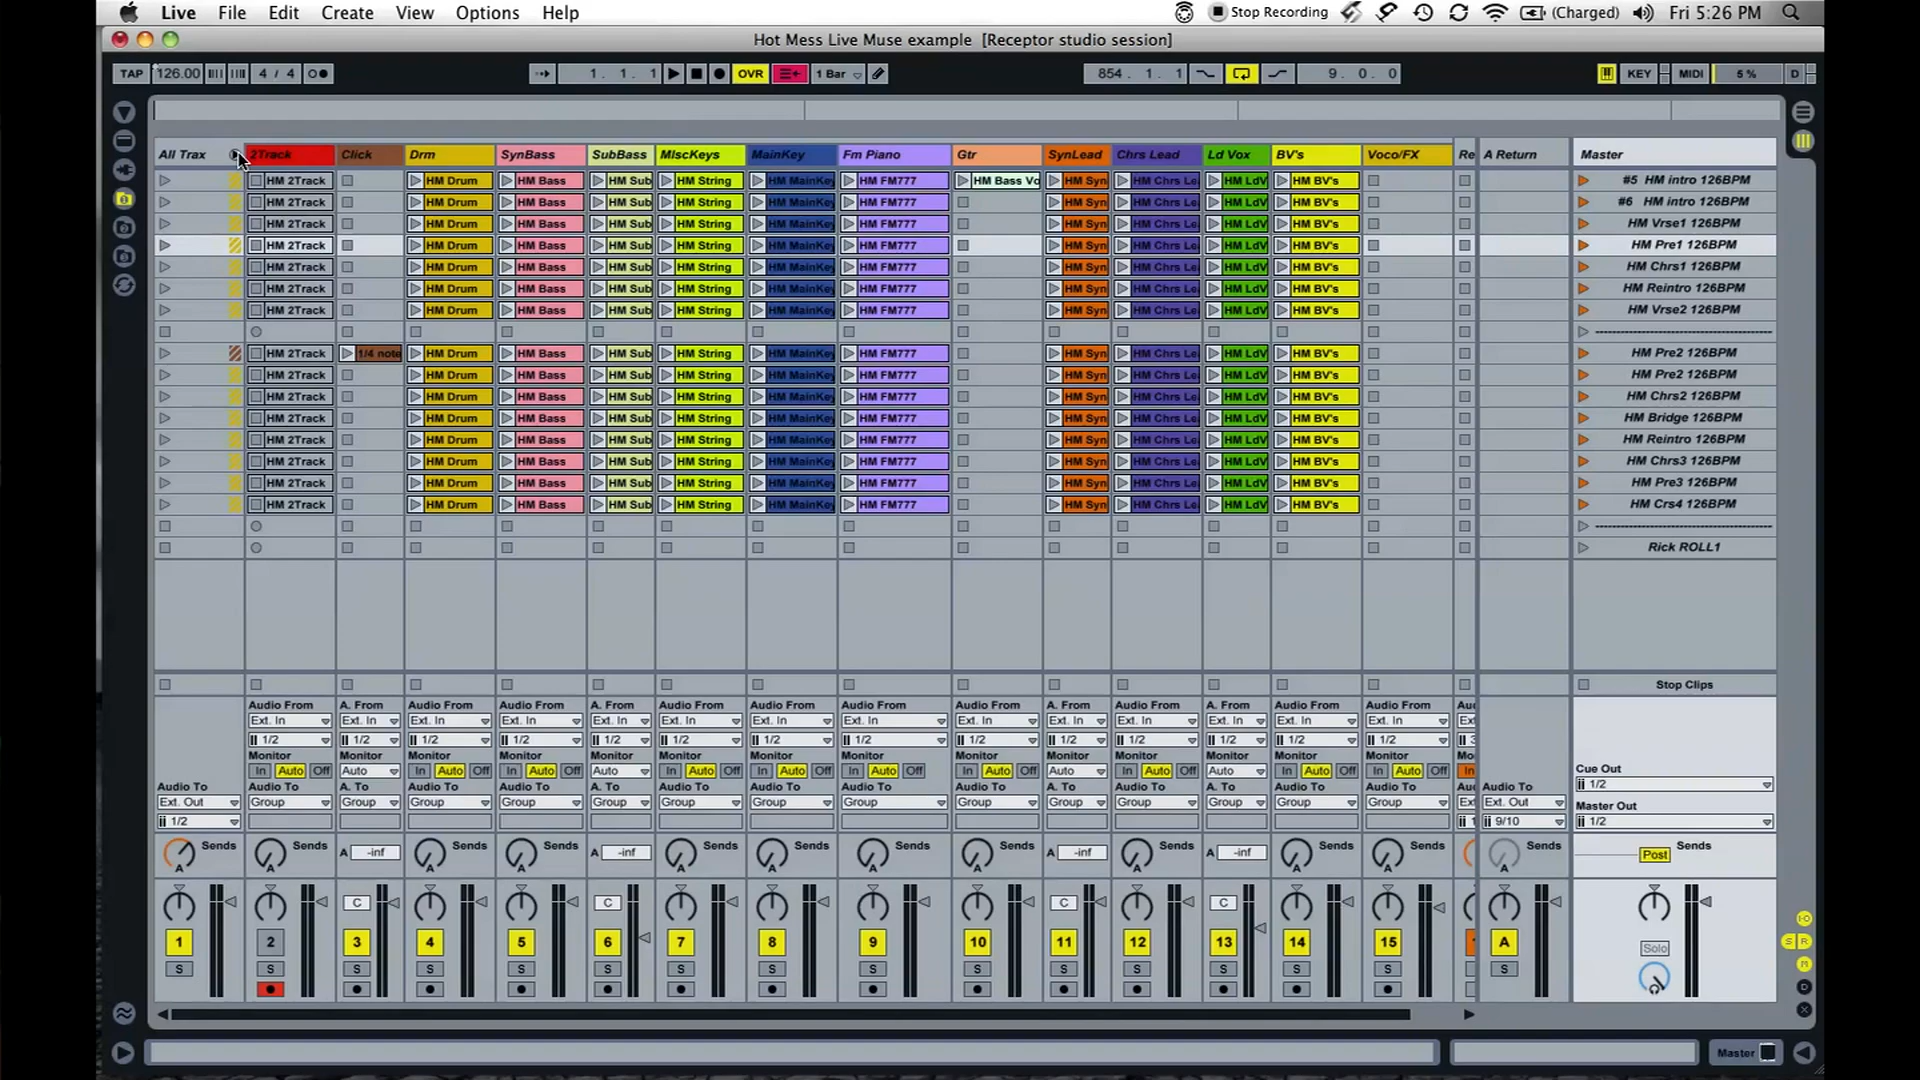 Live File Edit Create View Options Help Stop Recording (Charged) Fri 5:26 PM
Hot Mess Live Muse example [Receptor studio session]
TAP 126.00 4 / 4 1. 1. 1 OVR 1 Bar 854. 1. 1 9. 0. 0 KEY MIDI 5 % D
All Trax 2Track Click Drm SynBass SubBass MIscKeys MainKey Fm Piano Gtr SynLead Chrs Lead Ld Vox BV's Voco/FX Re A Return Master
HM 2Track HM Drum HM Bass HM Sub HM String HM MainKey HM FM777 HM Bass Vo HM Syn HM Chrs Le HM LdV HM BV's #5 HM intro 126BPM
HM 2Track HM Drum HM Bass HM Sub HM String HM MainKey HM FM777 HM Syn HM Chrs Le HM LdV HM BV's #6 HM intro 126BPM
HM 2Track HM Drum HM Bass HM Sub HM String HM MainKey HM FM777 HM Syn HM Chrs Le HM LdV HM BV's HM Vrse1 126BPM
HM 2Track HM Drum HM Bass HM Sub HM String HM MainKey HM FM777 HM Syn HM Chrs Le HM LdV HM BV's HM Pre1 126BPM
HM 2Track HM Drum HM Bass HM Sub HM String HM MainKey HM FM777 HM Syn HM Chrs Le HM LdV HM BV's HM Chrs1 126BPM
HM 2Track HM Drum HM Bass HM Sub HM String HM MainKey HM FM777 HM Syn HM Chrs Le HM LdV HM BV's HM Reintro 126BPM
HM 2Track HM Drum HM Bass HM Sub HM String HM MainKey HM FM777 HM Syn HM Chrs Le HM LdV HM BV's HM Vrse2 126BPM
--------------------------------
HM 2Track 1/4 note HM Drum HM Bass HM Sub HM String HM MainKey HM FM777 HM Syn HM Chrs Le HM LdV HM BV's HM Pre2 126BPM
HM 2Track HM Drum HM Bass HM Sub HM String HM MainKey HM FM777 HM Syn HM Chrs Le HM LdV HM BV's HM Pre2 126BPM
HM 2Track HM Drum HM Bass HM Sub HM String HM MainKey HM FM777 HM Syn HM Chrs Le HM LdV HM BV's HM Chrs2 126BPM
HM 2Track HM Drum HM Bass HM Sub HM String HM MainKey HM FM777 HM Syn HM Chrs Le HM LdV HM BV's HM Bridge 126BPM
HM 2Track HM Drum HM Bass HM Sub HM String HM MainKey HM FM777 HM Syn HM Chrs Le HM LdV HM BV's HM Reintro 126BPM
HM 2Track HM Drum HM Bass HM Sub HM String HM MainKey HM FM777 HM Syn HM Chrs Le HM LdV HM BV's HM Chrs3 126BPM
HM 2Track HM Drum HM Bass HM Sub HM String HM MainKey HM FM777 HM Syn HM Chrs Le HM LdV HM BV's HM Pre3 126BPM
HM 2Track HM Drum HM Bass HM Sub HM String HM MainKey HM FM777 HM Syn HM Chrs Le HM LdV HM BV's HM Crs4 126BPM
--------------------------------
Rick ROLL1
Stop Clips
Audio From A. From Audio From Audio From A. From Audio From Audio From Audio From Audio From A. From Audio From A. From Audio From Audio From Au
Ext. In Ext. In Ext. In Ext. In Ext. In Ext. In Ext. In Ext. In Ext. In Ext. In Ext. In Ext. In Ext. In Ext. In Ext
1/2 1/2 1/2 1/2 1/2 1/2 1/2 1/2 1/2 1/2 1/2 1/2 1/2 1/2
Monitor Monitor Monitor Monitor Monitor Monitor Monitor Monitor Monitor Monitor Monitor Monitor Monitor Monitor
In Auto Off Auto In Auto Off In Auto Off Auto In Auto Off In Auto Off In Auto Off In Auto Off Auto In Auto Off Auto In Auto Off In Auto Off In Cue Out
1/2
Audio To Audio To A. To Audio To Audio To A. To Audio To Audio To Audio To Audio To A. To Audio To A. To Audio To Audio To Au Audio To
Ext. Out Group Group Group Group Group Group Group Group Group Group Group Group Group Group Ext Ext. Out Master Out
1/2 9/10 1/2
Sends A A -inf A A A -inf A A A A A -inf A A -inf A A Sends A Post Sends
C C C C
1 2 3 4 5 6 7 8 9 10 11 12 13 14 15 1 A Solo
S S S S S S S S S S S S S S S S
I-O
S R
M
D
X
Master